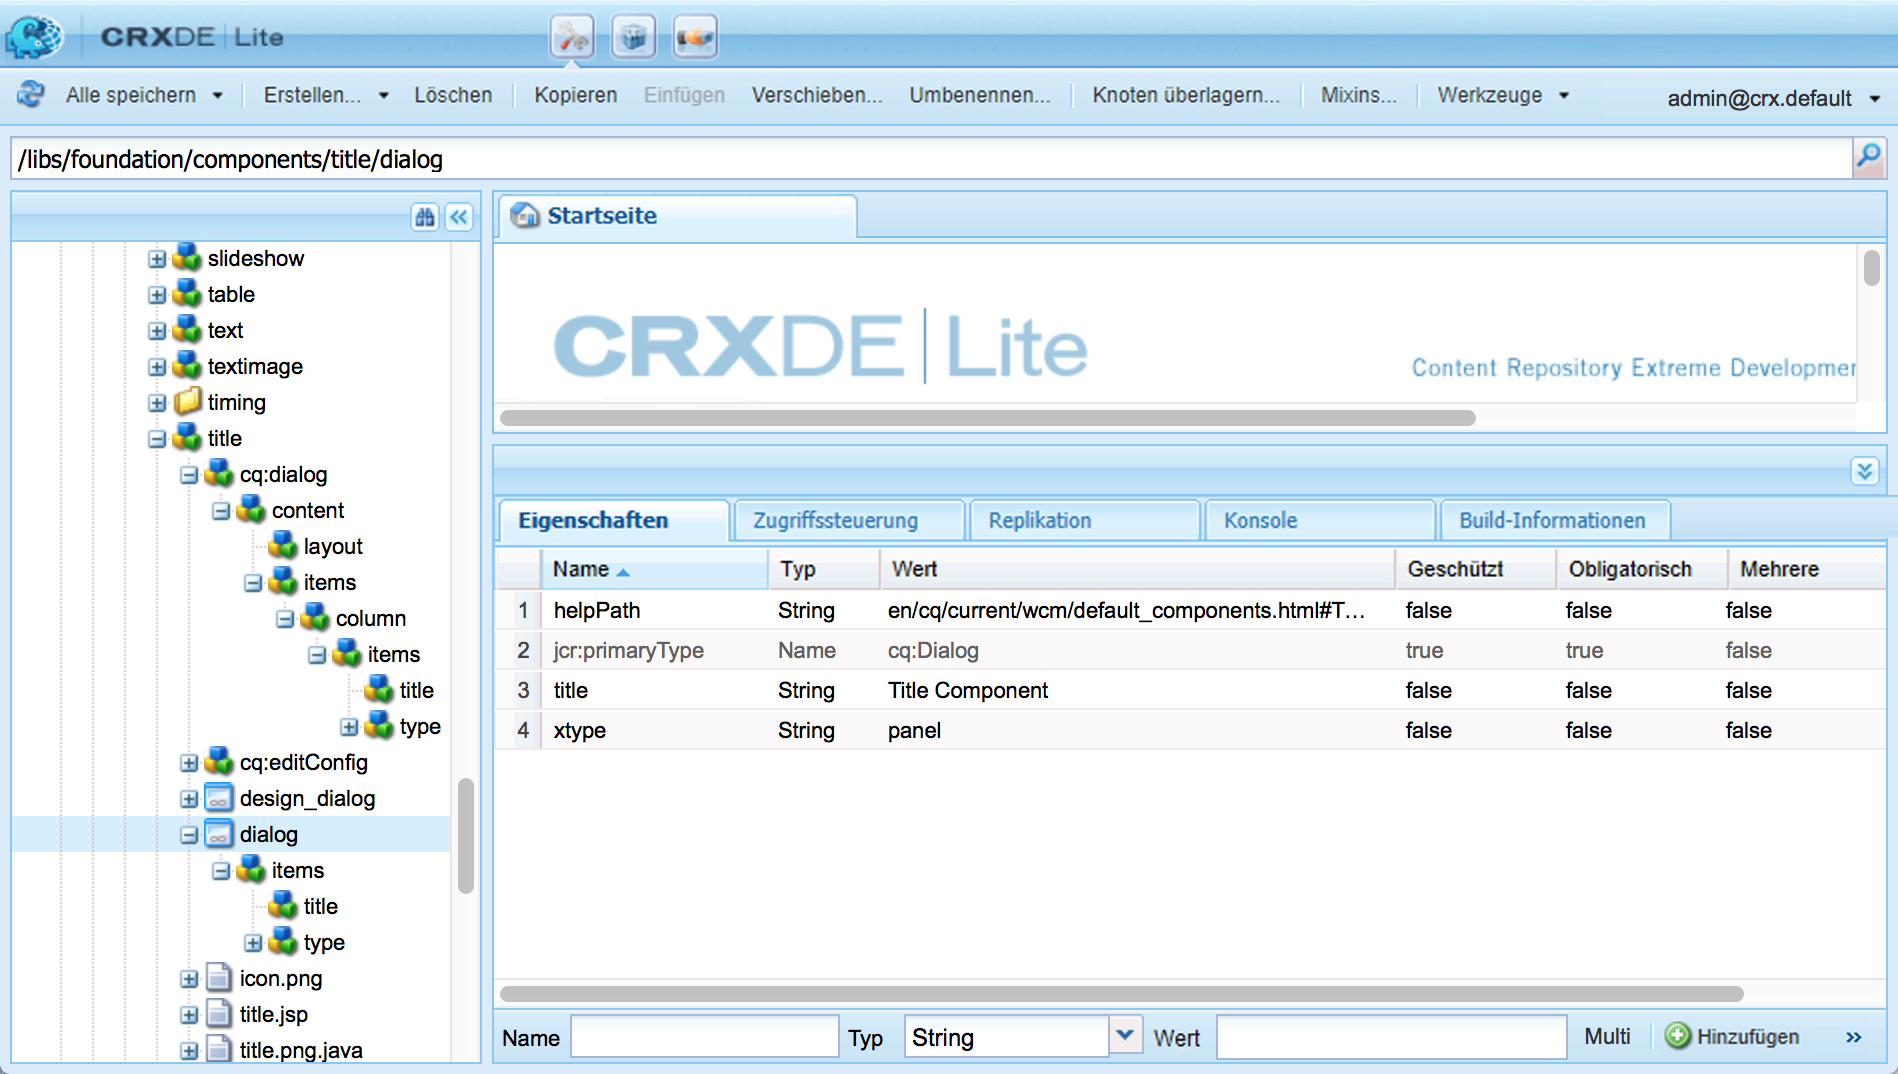 CRXDE | Lite
Alle speichern Erstellen... Löschen Kopieren Einfügen Verschieben... Umbenennen... Knoten überlagern... Mixins... Werkzeuge admin@crx.default
/libs/foundation/components/title/dialog
slideshow
table
text
textimage
timing
title
cq:dialog
content
layout
items
column
items
title
type
cq:editConfig
design_dialog
dialog
items
title
type
icon.png
title.jsp
title.png.java
Startseite
CRXDE | Lite
Content Repository Extreme Developmen
Eigenschaften Zugriffssteuerung Replikation Konsole Build-Informationen
Name Typ Wert Geschützt Obligatorisch Mehrere
1 helpPath String en/cq/current/wcm/default_components.html#T... false false false
2 jcr:primaryType Name cq:Dialog true true false
3 title String Title Component false false false
4 xtype String panel false false false
Name Typ String Wert Multi Hinzufügen »